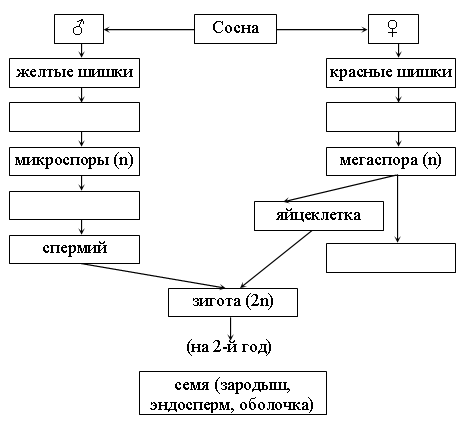 ♂
Сосна
♀
желтые шишки
красные шишки
микроспоры (n)
мегаспора (n)
яйцеклетка
спермий
зигота (2n)
(на 2-й год)
семя (зародыш,
эндосперм, оболочка)